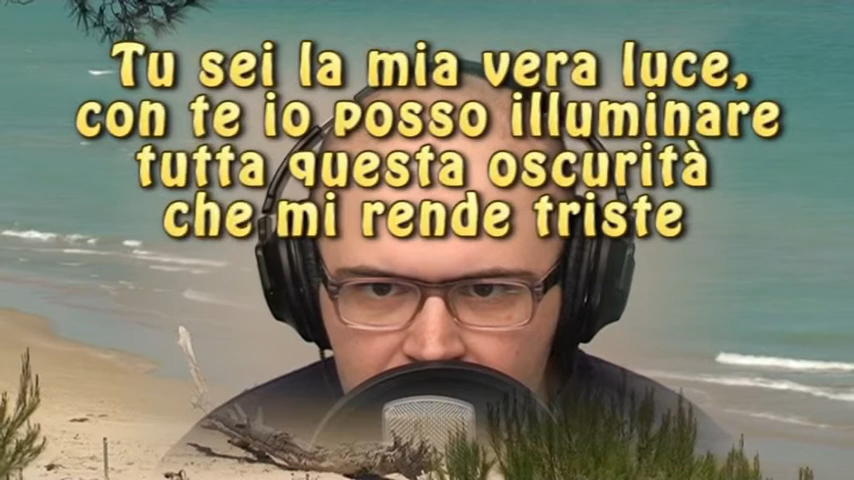 Tu sei la mia vera luce,
con te io posso illuminare
tutta questa oscurità
che mi rende triste